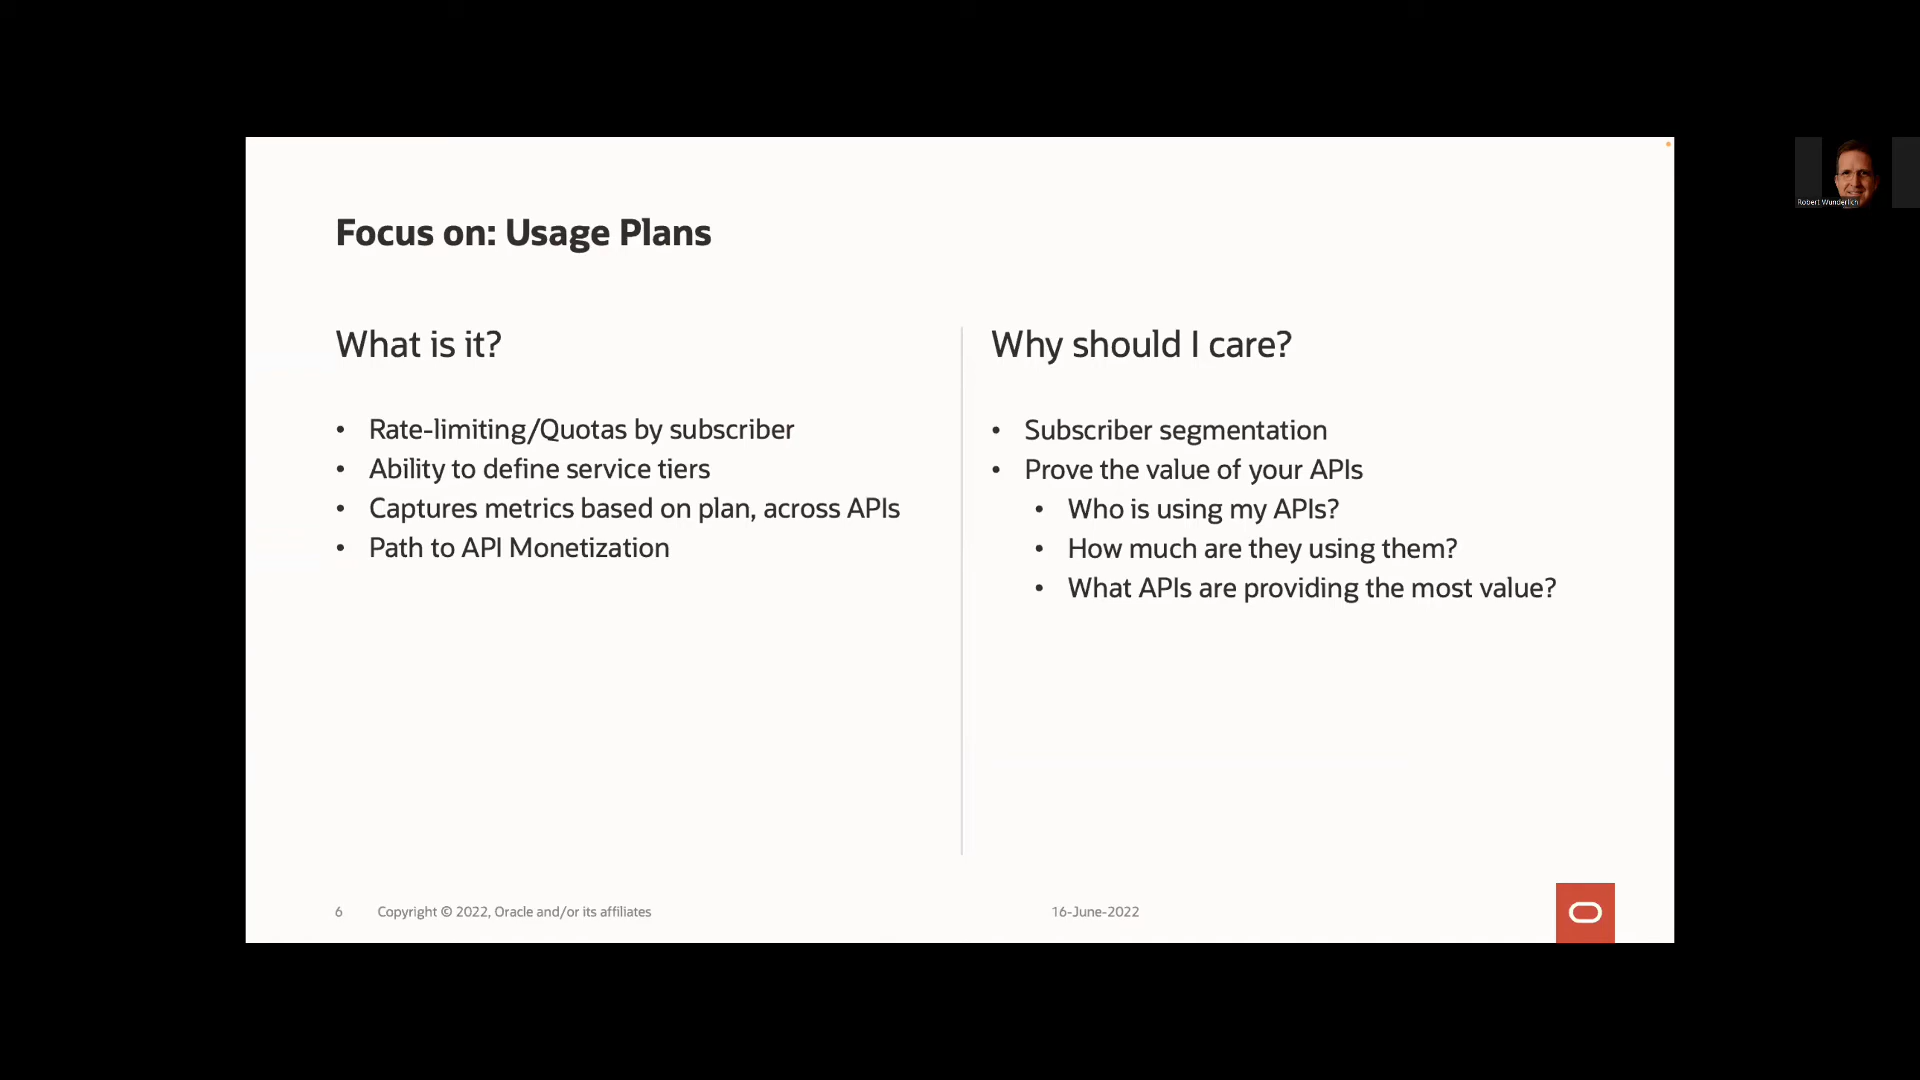 Focus on: Usage Plans
What is it?
• Rate-limiting/Quotas by subscriber
• Ability to define service tiers
• Captures metrics based on plan, across APIs
• Path to API Monetization
Why should I care?
• Subscriber segmentation
• Prove the value of your APIs
• Who is using my APIs?
• How much are they using them?
• What APIs are providing the most value?
6 Copyright © 2022, Oracle and/or its affiliates 16-June-2022
Robert Wunderlich